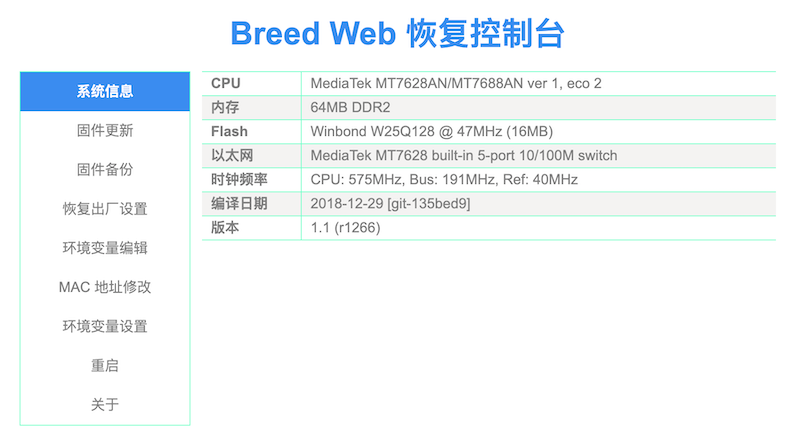 Breed Web 恢复控制台
系统信息
固件更新
固件备份
恢复出厂设置
环境变量编辑
MAC 地址修改
环境变量设置
重启
关于
CPU MediaTek MT7628AN/MT7688AN ver 1, eco 2
内存 64MB DDR2
Flash Winbond W25Q128 @ 47MHz (16MB)
以太网 MediaTek MT7628 built-in 5-port 10/100M switch
时钟频率 CPU: 575MHz, Bus: 191MHz, Ref: 40MHz
编译日期 2018-12-29 [git-135bed9]
版本 1.1 (r1266)